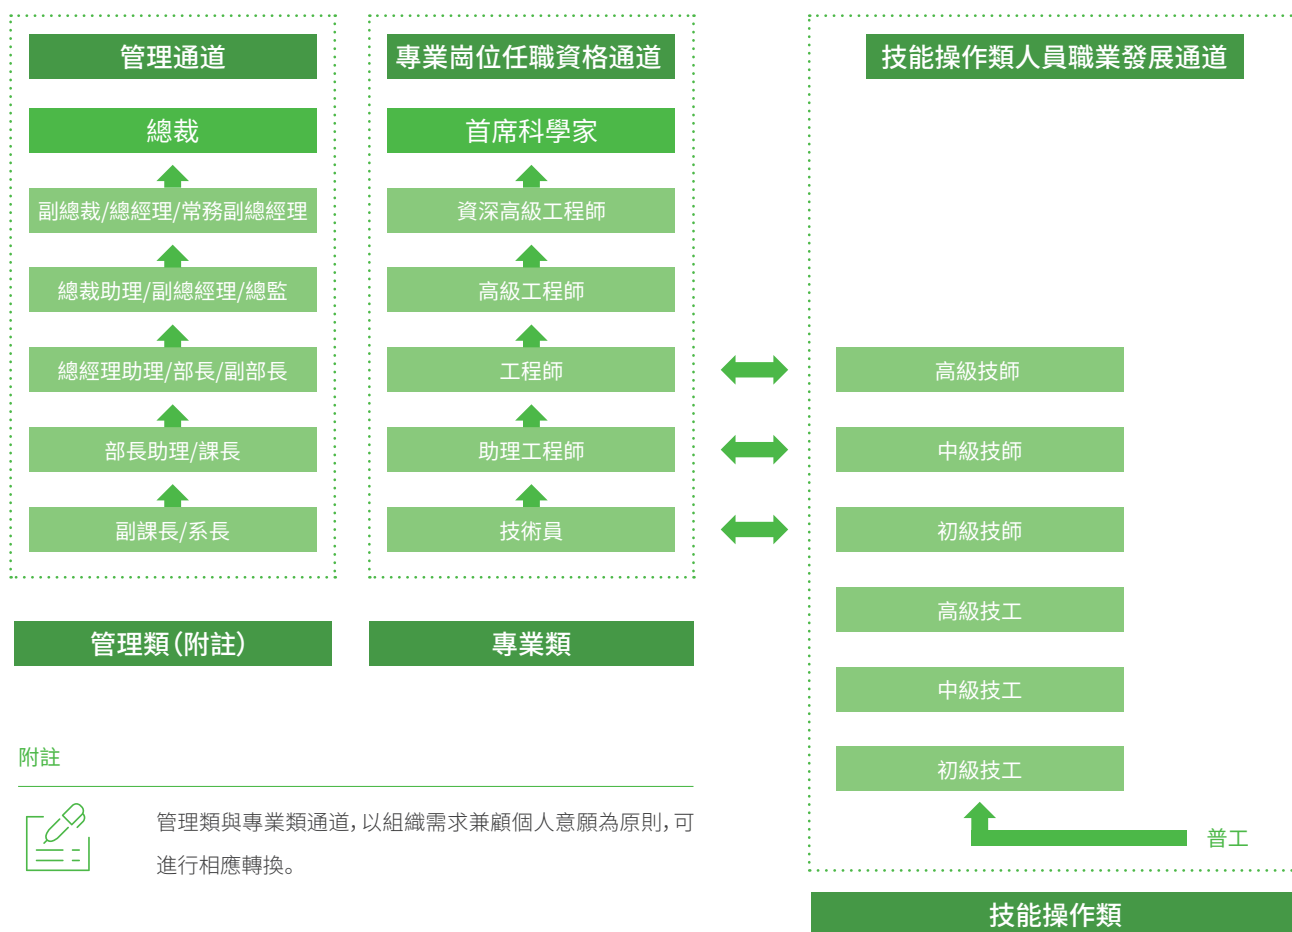 管理通道
總裁
副總裁/總經理/常務副總經理
總裁助理/副總經理/總監
總經理助理/部長/副部長
部長助理/課長
副課長/系長
管理類(附註)
專業崗位任職資格通道
首席科學家
資深高級工程師
高級工程師
工程師
助理工程師
技術員
專業類
技能操作類人員職業發展通道
高級技師
中級技師
初級技師
高級技工
中級技工
初級技工
普工
技能操作類
附註
管理類與專業類通道,以組織需求兼顧個人意願為原則,可
進行相應轉換。